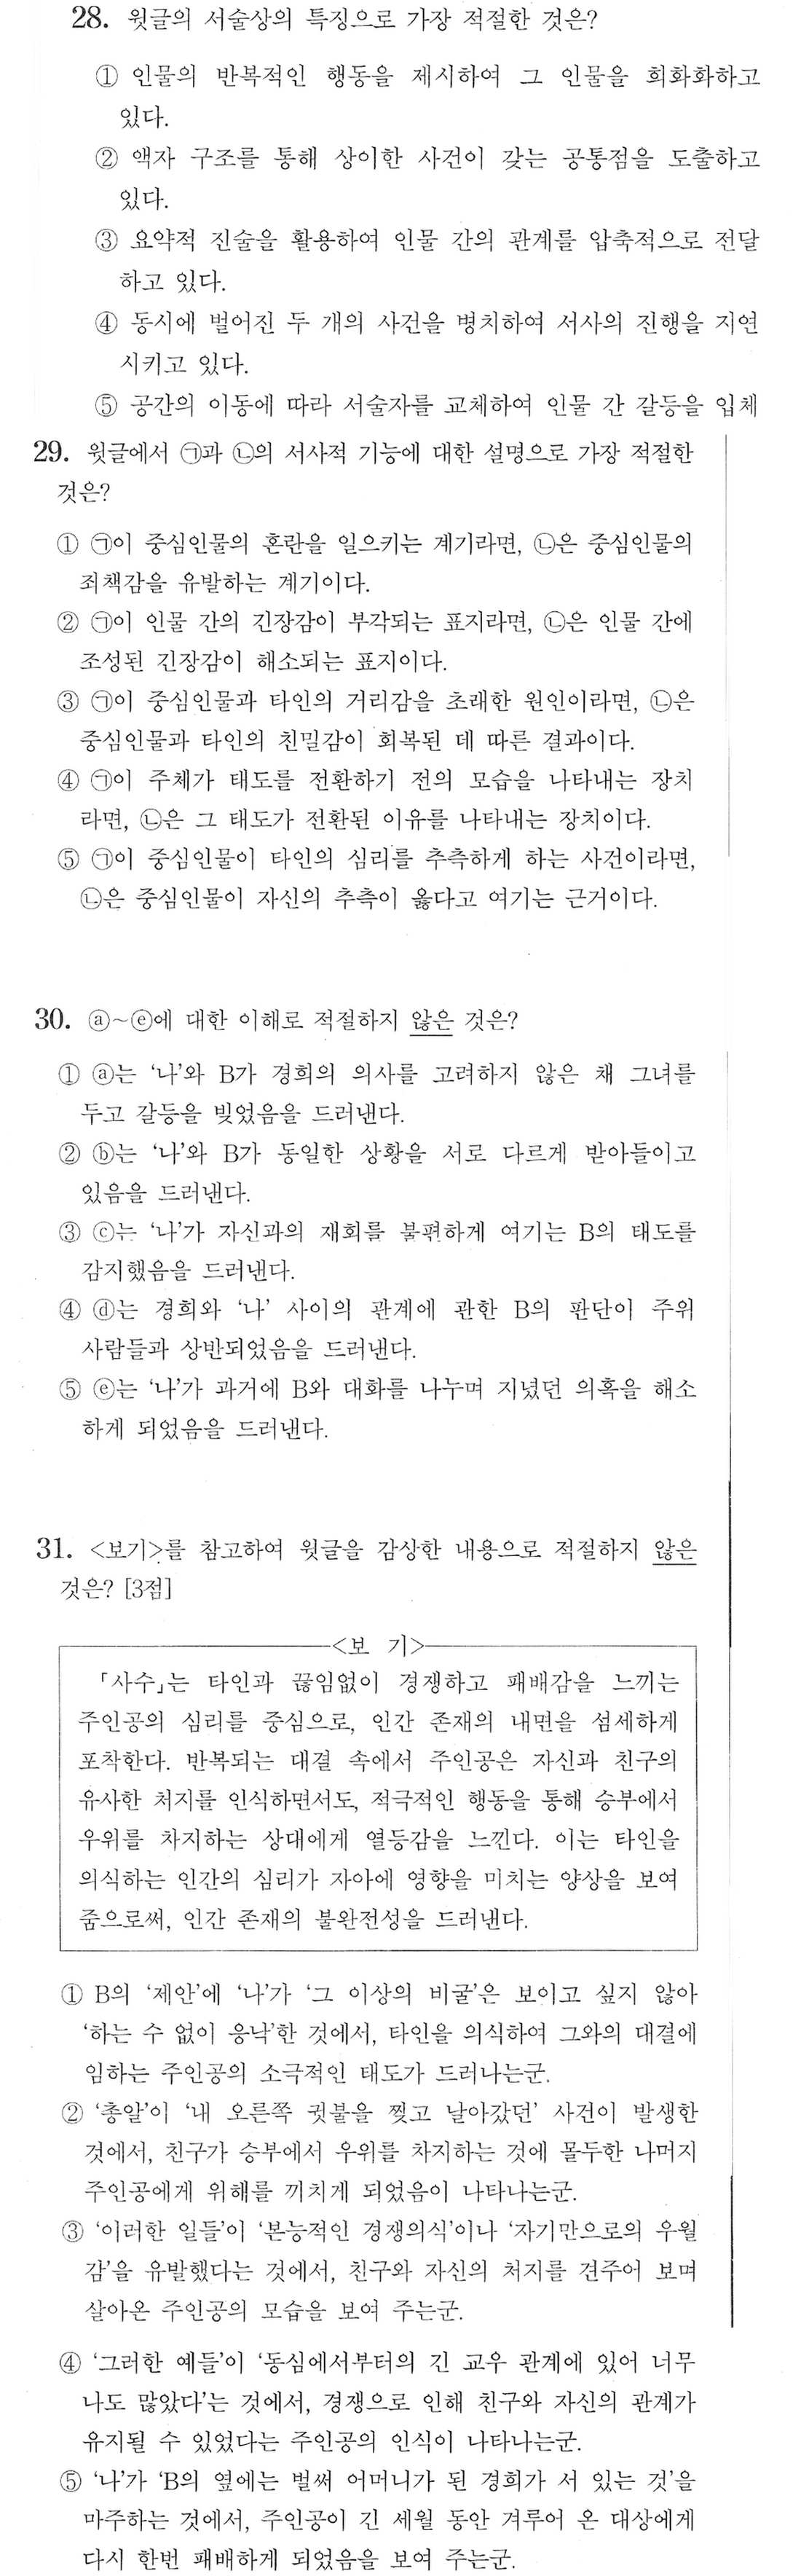 28. 윗글의 서술상의 특징으로 가장 적절한 것은?
① 인물의 반복적인 행동을 제시하여 그 인물을 희화화하고
있다.
② 액자 구조를 통해 상이한 사건이 갖는 공통점을 도출하고
있다.
③ 요약적 진술을 활용하여 인물 간의 관계를 압축적으로 전달
하고 있다.
④ 동시에 벌어진 두 개의 사건을 병치하여 서사의 진행을 지연
시키고 있다.
⑤ 공간의 이동에 따라 서술자를 교체하여 인물 간 갈등을 입체
29. 윗글에서 ㉠과 ㉡의 서사적 기능에 대한 설명으로 가장 적절한
것은?
① ㉠이 중심인물의 혼란을 일으키는 계기라면, ㉡은 중심인물의
죄책감을 유발하는 계기이다.
② ㉠이 인물 간의 긴장감이 부각되는 표지라면, ㉡은 인물 간에
조성된 긴장감이 해소되는 표지이다.
③ ㉠이 중심인물과 타인의 거리감을 초래한 원인이라면, ㉡은
중심인물과 타인의 친밀감이 회복된 데 따른 결과이다.
④ ㉠이 주체가 태도를 전환하기 전의 모습을 나타내는 장치
라면, ㉡은 그 태도가 전환된 이유를 나타내는 장치이다.
⑤ ㉠이 중심인물이 타인의 심리를 추측하게 하는 사건이라면,
㉡은 중심인물이 자신의 추측이 옳다고 여기는 근거이다.
30. ⓐ~ⓔ에 대한 이해로 적절하지 않은 것은?
① ⓐ는 '나'와 B가 경희의 의사를 고려하지 않은 채 그녀를
두고 갈등을 빚었음을 드러낸다.
② ⓑ는 '나'와 B가 동일한 상황을 서로 다르게 받아들이고
있음을 드러낸다.
③ ⓒ는 '나'가 자신과의 재회를 불편하게 여기는 B의 태도를
감지했음을 드러낸다.
④ ⓓ는 경희와 '나' 사이의 관계에 관한 B의 판단이 주위
사람들과 상반되었음을 드러낸다.
⑤ ⓔ는 '나'가 과거에 B와 대화를 나누며 지녔던 의혹을 해소
하게 되었음을 드러낸다.
31. <보기>를 참고하여 윗글을 감상한 내용으로 적절하지 않은
것은? [3점]
<보 기>
「사수」는 타인과 끊임없이 경쟁하고 패배감을 느끼는
주인공의 심리를 중심으로, 인간 존재의 내면을 섬세하게
포착한다. 반복되는 대결 속에서 주인공은 자신과 친구의
유사한 처지를 인식하면서도, 적극적인 행동을 통해 승부에서
우위를 차지하는 상대에게 열등감을 느낀다. 이는 타인을
의식하는 인간의 심리가 자아에 영향을 미치는 양상을 보여
줌으로써, 인간 존재의 불완전성을 드러낸다.
① B의 '제안'에 '나'가 '그 이상의 비굴'은 보이고 싶지 않아
'하는 수 없이 응낙'한 것에서, 타인을 의식하여 그와의 대결에
임하는 주인공의 소극적인 태도가 드러나는군.
② '총알'이 '내 오른쪽 귓불을 찢고 날아갔던' 사건이 발생한
것에서, 친구가 승부에서 우위를 차지하는 것에 몰두한 나머지
주인공에게 위해를 끼치게 되었음이 나타나는군.
③ '이러한 일들'이 '본능적인 경쟁의식'이나 '자기만으로의 우월
감'을 유발했다는 것에서, 친구와 자신의 처지를 견주어 보며
살아온 주인공의 모습을 보여 주는군.
④ '그러한 예들'이 '동심에서부터의 긴 교우 관계에 있어 너무
나도 많았다'는 것에서, 경쟁으로 인해 친구와 자신의 관계가
유지될 수 있었다는 주인공의 인식이 나타나는군.
⑤ '나'가 'B의 옆에는 벌써 어머니가 된 경희가 서 있는 것'을
마주하는 것에서, 주인공이 긴 세월 동안 겨루어 온 대상에게
다시 한번 패배하게 되었음을 보여 주는군.